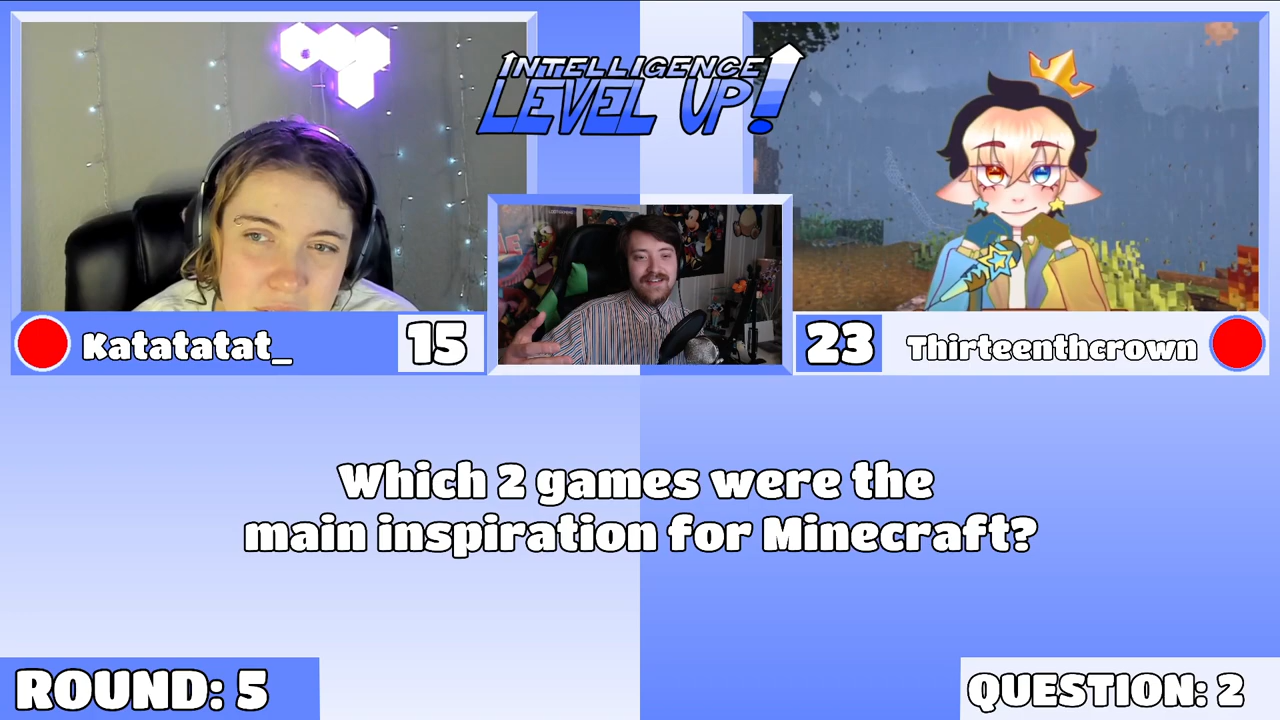 INTELLIGENCE
LEVEL UP!
Katatatat_
15
23
Thirteenthcrown
Which 2 games were the
main inspiration for Minecraft?
ROUND: 5
QUESTION: 2